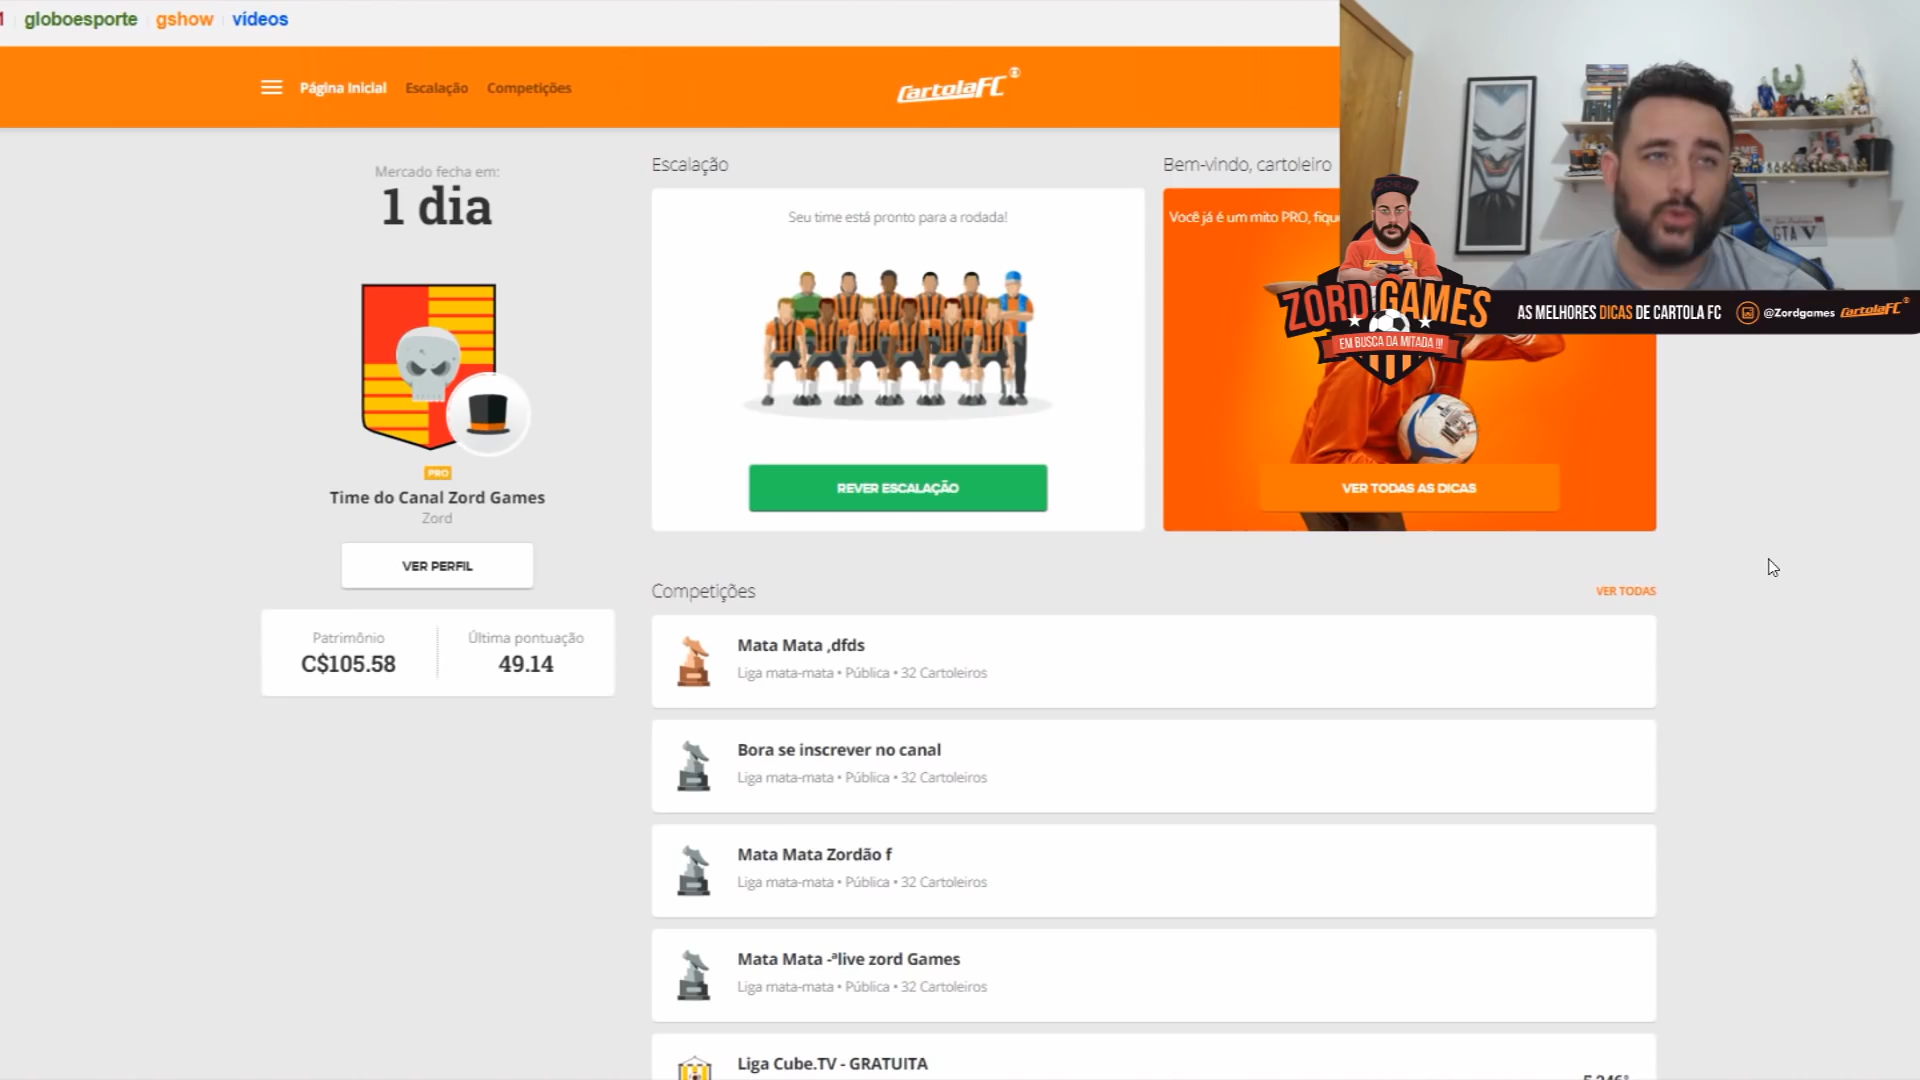 globoesporte gshow vídeos
Página Inicial Escalação Competições
CartolaFC
Mercado fecha em:
1 dia
PRO
Time do Canal Zord Games
Zord
VER PERFIL
Patrimônio
C$105.58
Última pontuação
49.14
Escalação
Seu time está pronto para a rodada!
REVER ESCALAÇÃO
Bem-vindo, cartoleiro
Você já é um mito PRO, fique
VER TODAS AS DICAS
GTA V
ZORD GAMES
EM BUSCA DA MITADA !!!
AS MELHORES DICAS DE CARTOLA FC @Zordgames CartolaFC
Competições
VER TODAS
Mata Mata ,dfds
Liga mata-mata • Pública • 32 Cartoleiros
Bora se inscrever no canal
Liga mata-mata • Pública • 32 Cartoleiros
Mata Mata Zordão f
Liga mata-mata • Pública • 32 Cartoleiros
Mata Mata -ªlive zord Games
Liga mata-mata • Pública • 32 Cartoleiros
Liga Cube.TV - GRATUITA